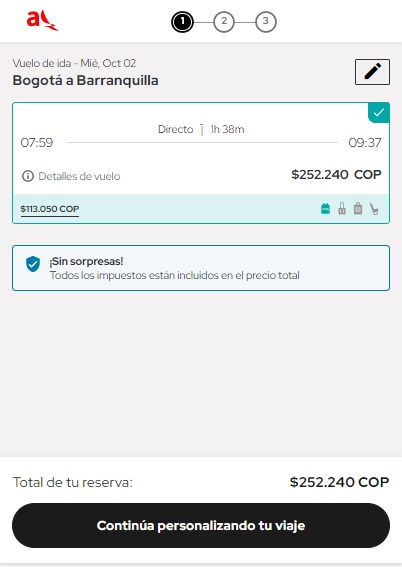 a
1 2 3
Vuelo de ida - Mié, Oct 02
Bogotá a Barranquilla
Directo 1h 38m
07:59 09:37
Detalles de vuelo $252.240 COP
$113.050 COP
¡Sin sorpresas!
Todos los impuestos están incluidos en el precio total
Total de tu reserva: $252.240 COP
Continúa personalizando tu viaje